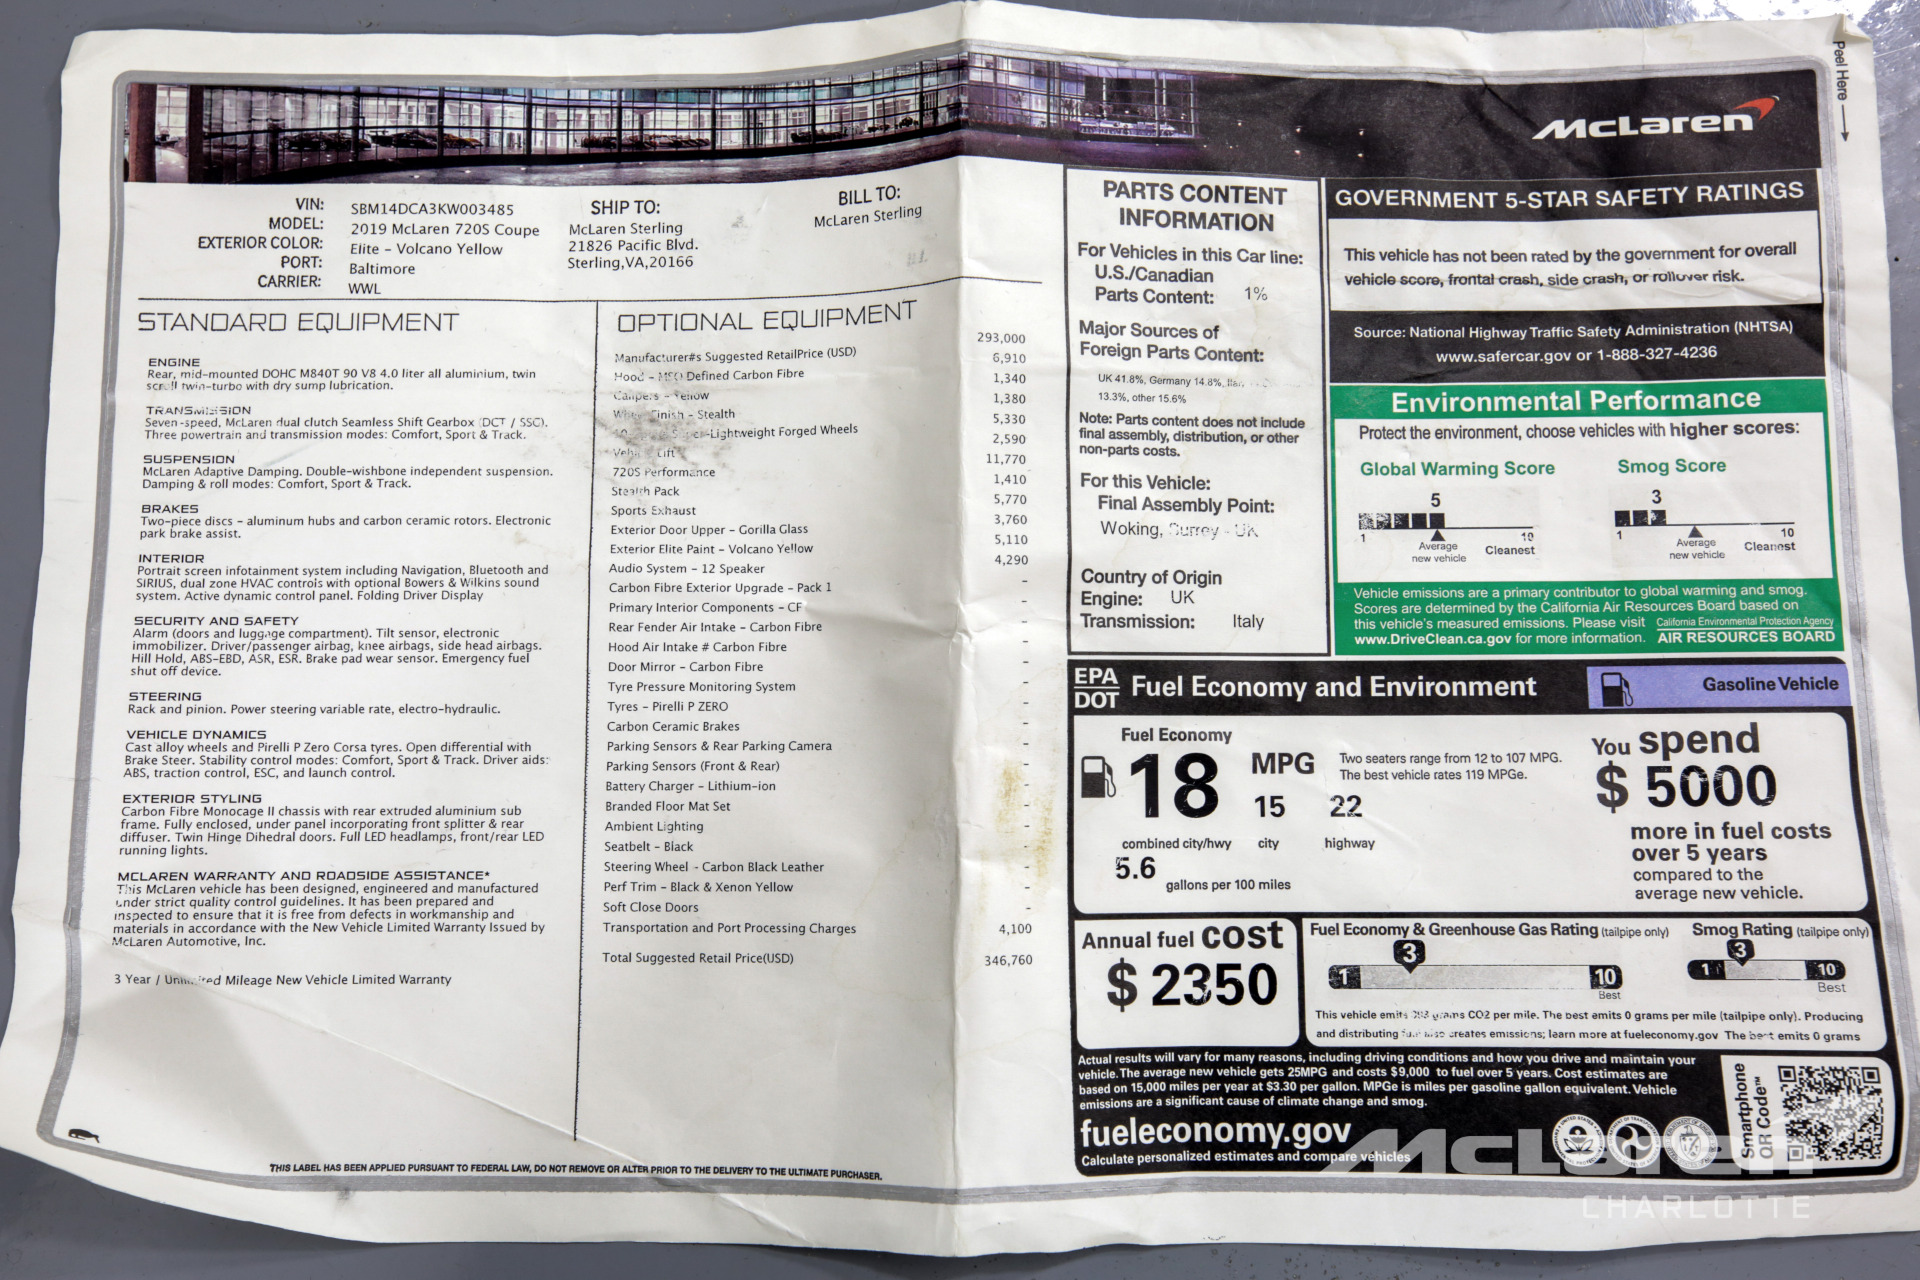 Peel Here
McLaren
VIN: SBM14DCA3KW003485
MODEL: 2019 McLaren 720S Coupe
EXTERIOR COLOR: Elite - Volcano Yellow
PORT: Baltimore
CARRIER: WWL
SHIP TO:
McLaren Sterling
21826 Pacific Blvd.
Sterling,VA,20166
BILL TO:
McLaren Sterling
STANDARD EQUIPMENT
ENGINE
Rear, mid-mounted DOHC M840T 90 V8 4.0 liter all aluminium, twin
scroll twin-turbo with dry sump lubrication.
TRANSMISSION
Seven-speed, McLaren dual clutch Seamless Shift Gearbox (DCT / SSC).
Three powertrain and transmission modes: Comfort, Sport & Track.
SUSPENSION
McLaren Adaptive Damping. Double-wishbone independent suspension.
Damping & roll modes: Comfort, Sport & Track.
BRAKES
Two-piece discs - aluminum hubs and carbon ceramic rotors. Electronic
park brake assist.
INTERIOR
Portrait screen infotainment system including Navigation, Bluetooth and
SIRIUS, dual zone HVAC controls with optional Bowers & Wilkins sound
system. Active dynamic control panel. Folding Driver Display
SECURITY AND SAFETY
Alarm (doors and luggage compartment). Tilt sensor, electronic
immobilizer. Driver/passenger airbag, knee airbags, side head airbags.
Hill Hold, ABS-EBD, ASR, ESR. Brake pad wear sensor. Emergency fuel
shut off device.
STEERING
Rack and pinion. Power steering variable rate, electro-hydraulic.
VEHICLE DYNAMICS
Cast alloy wheels and Pirelli P Zero Corsa tyres. Open differential with
Brake Steer. Stability control modes: Comfort, Sport & Track. Driver aids:
ABS, traction control, ESC, and launch control.
EXTERIOR STYLING
Carbon Fibre Monocage II chassis with rear extruded aluminium sub
frame. Fully enclosed, under panel incorporating front splitter & rear
diffuser. Twin Hinge Dihedral doors. Full LED headlamps, front/rear LED
running lights.
MCLAREN WARRANTY AND ROADSIDE ASSISTANCE*
This McLaren vehicle has been designed, engineered and manufactured
under strict quality control guidelines. It has been prepared and
inspected to ensure that it is free from defects in workmanship and
materials in accordance with the New Vehicle Limited Warranty Issued by
McLaren Automotive, Inc.
3 Year / Unlimited Mileage New Vehicle Limited Warranty
OPTIONAL EQUIPMENT
Manufacturer#s Suggested RetailPrice (USD) 293,000
Hood - MSO Defined Carbon Fibre 6,910
Calipers - Yellow 1,340
Wheel Finish - Stealth 1,380
Super-Lightweight Forged Wheels 5,330
Vehicle Lift 2,590
720S Performance 11,770
Stealth Pack 1,410
Sports Exhaust 5,770
Exterior Door Upper - Gorilla Glass 3,760
Exterior Elite Paint - Volcano Yellow 5,110
Audio System - 12 Speaker 4,290
Carbon Fibre Exterior Upgrade - Pack 1 -
Primary Interior Components - CF -
Rear Fender Air Intake - Carbon Fibre -
Hood Air Intake # Carbon Fibre -
Door Mirror - Carbon Fibre -
Tyre Pressure Monitoring System -
Tyres - Pirelli P ZERO -
Carbon Ceramic Brakes -
Parking Sensors & Rear Parking Camera -
Parking Sensors (Front & Rear) -
Battery Charger - Lithium-ion -
Branded Floor Mat Set -
Ambient Lighting -
Seatbelt - Black -
Steering Wheel - Carbon Black Leather -
Perf Trim - Black & Xenon Yellow -
Soft Close Doors -
Transportation and Port Processing Charges 4,100
Total Suggested Retail Price(USD) 346,760
THIS LABEL HAS BEEN APPLIED PURSUANT TO FEDERAL LAW, DO NOT REMOVE OR ALTER PRIOR TO THE DELIVERY TO THE ULTIMATE PURCHASER.
PARTS CONTENT
INFORMATION
For Vehicles in this Car line:
U.S./Canadian
Parts Content: 1%
Major Sources of
Foreign Parts Content:
UK 41.8%, Germany 14.8%,
13.3%, other 15.6%
Note: Parts content does not include
final assembly, distribution, or other
non-parts costs.
For this Vehicle:
Final Assembly Point:
Woking, Surrey - UK
Country of Origin
Engine: UK
Transmission: Italy
GOVERNMENT 5-STAR SAFETY RATINGS
This vehicle has not been rated by the government for overall
vehicle score, frontal crash, side crash, or rollover risk.
Source: National Highway Traffic Safety Administration (NHTSA)
www.safercar.gov or 1-888-327-4236
Environmental Performance
Protect the environment, choose vehicles with higher scores:
Global Warming Score
5
1 10
Average
new vehicle
Cleanest
Smog Score
3
1 10
Average
new vehicle
Cleanest
Vehicle emissions are a primary contributor to global warming and smog.
Scores are determined by the California Air Resources Board based on
this vehicle's measured emissions. Please visit
www.DriveClean.ca.gov for more information.
California Environmental Protection Agency
AIR RESOURCES BOARD
EPA
DOT
Fuel Economy and Environment
Gasoline Vehicle
Fuel Economy
18 MPG
15 22
combined city/hwy city highway
5.6
gallons per 100 miles
Two seaters range from 12 to 107 MPG.
The best vehicle rates 119 MPGe.
You spend
$ 5000
more in fuel costs
over 5 years
compared to the
average new vehicle.
Annual fuel cost
$ 2350
Fuel Economy & Greenhouse Gas Rating (tailpipe only)
3
1 10
Best
Smog Rating (tailpipe only)
3
1 10
Best
This vehicle emits grams CO2 per mile. The best emits 0 grams per mile (tailpipe only). Producing
and distributing fuel also creates emissions; learn more at fueleconomy.gov The best emits 0 grams
Actual results will vary for many reasons, including driving conditions and how you drive and maintain your
vehicle. The average new vehicle gets 25MPG and costs $9,000 to fuel over 5 years. Cost estimates are
based on 15,000 miles per year at $3.30 per gallon. MPGe is miles per gasoline gallon equivalent. Vehicle
emissions are a significant cause of climate change and smog.
fueleconomy.gov
Calculate personalized estimates and compare vehicles
Smartphone
QR Code™
McLaren
CHARLOTTE